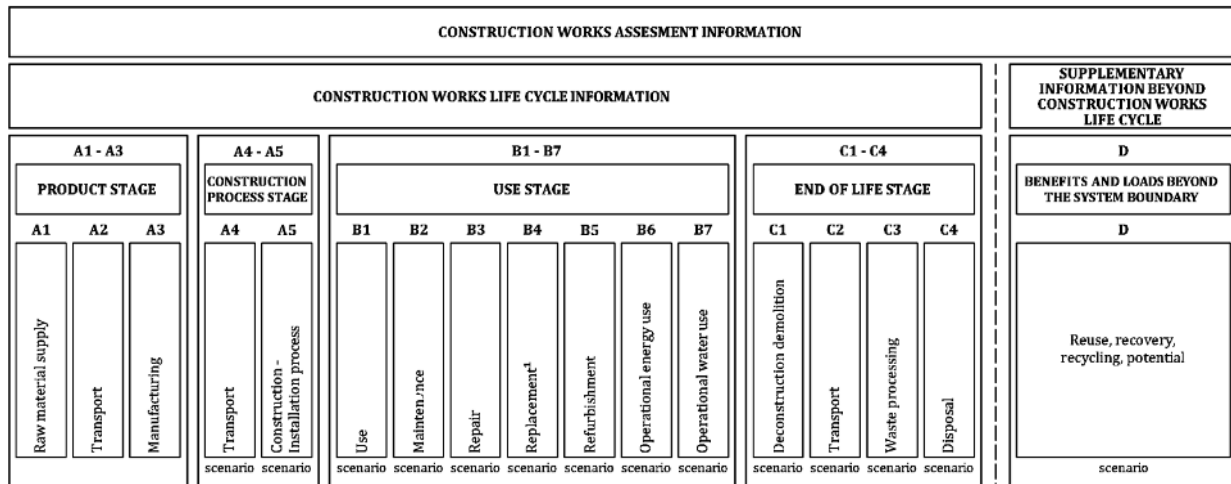 CONSTRUCTION WORKS ASSESMENT INFORMATION
CONSTRUCTION WORKS LIFE CYCLE INFORMATION
SUPPLEMENTARY
INFORMATION BEYOND
CONSTRUCTION WORKS
LIFE CYCLE
A1 - A3
PRODUCT STAGE
A1
A2
A3
Raw material supply
Transport
Manufacturing
A4 - A5
CONSTRUCTION
PROCESS STAGE
A4
A5
Transport
Construction -
Installation process
scenario
scenario
B1 - B7
USE STAGE
B1
B2
B3
B4
B5
B6
B7
Use
Maintenance
Repair
Replacement¹
Refurbishment
Operational energy use
Operational water use
scenario
scenario
scenario
scenario
scenario
scenario
scenario
C1 - C4
END OF LIFE STAGE
C1
C2
C3
C4
Deconstruction demolition
Transport
Waste processing
Disposal
scenario
scenario
scenario
scenario
D
BENEFITS AND LOADS BEYOND
THE SYSTEM BOUNDARY
D
Reuse, recovery,
recycling, potential
scenario